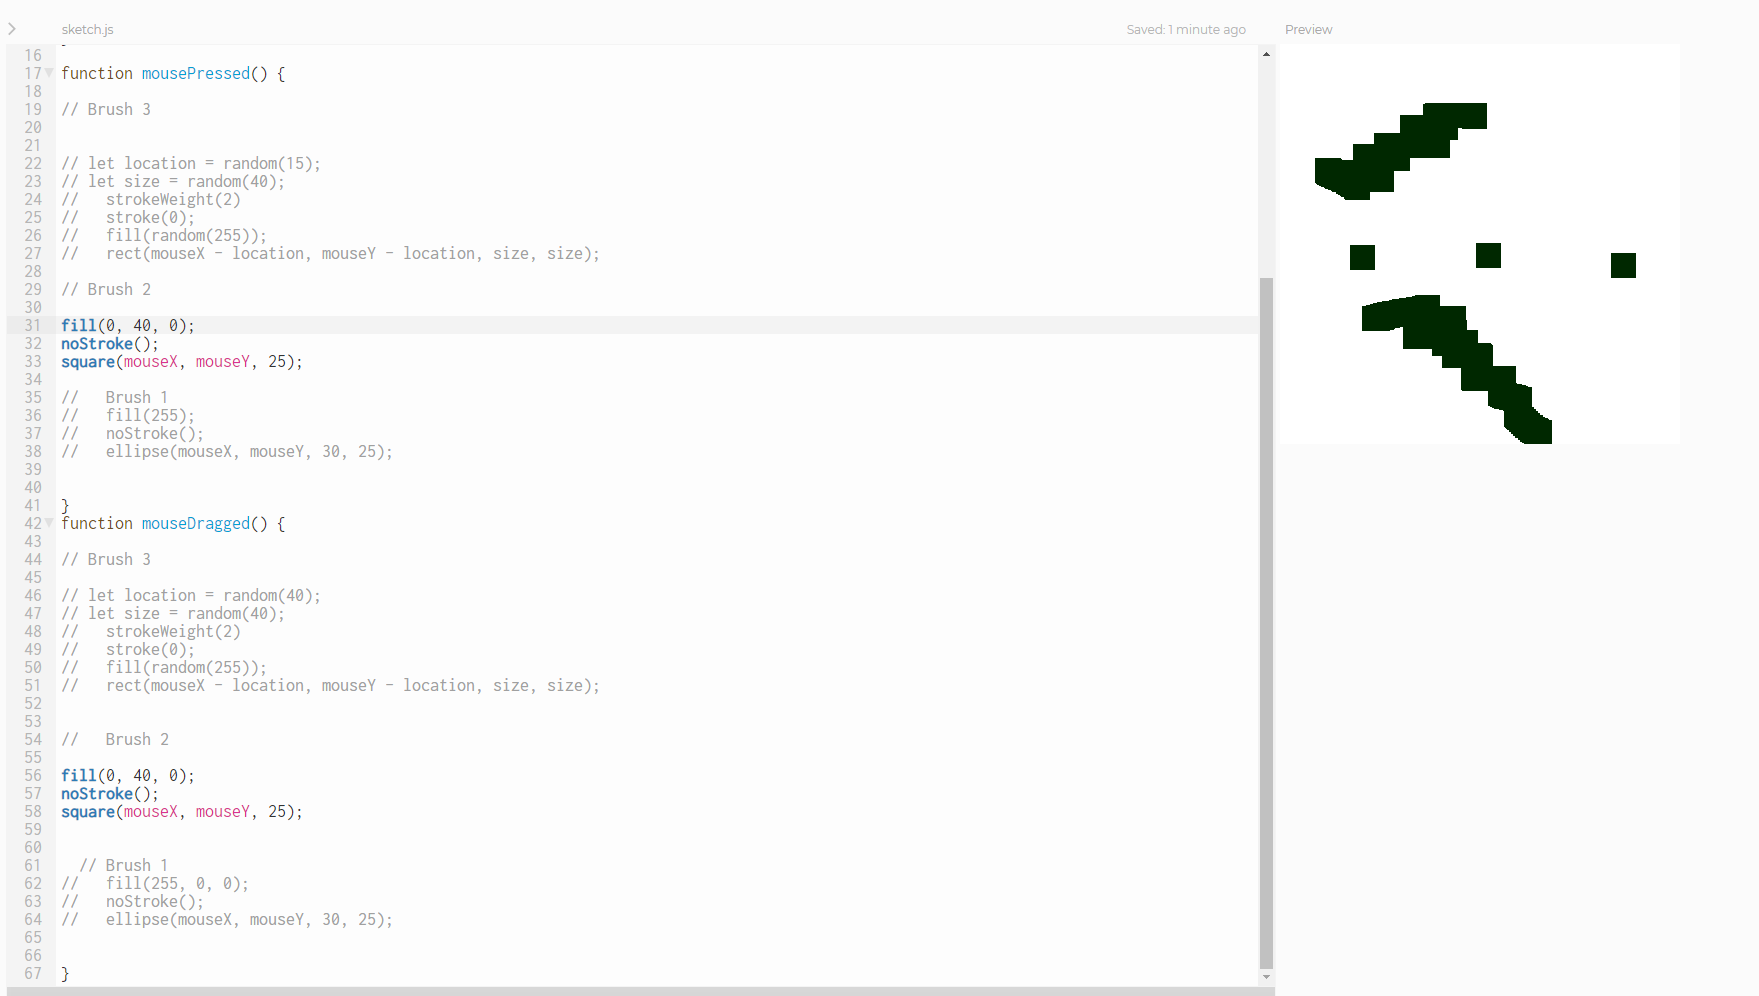 sketch.js
Saved: 1 minute ago
Preview
16
17 function mousePressed() {
18
19 // Brush 3
20
21
22 // let location = random(15);
23 // let size = random(40);
24 //   strokeWeight(2)
25 //   stroke(0);
26 //   fill(random(255));
27 //   rect(mouseX - location, mouseY - location, size, size);
28
29 // Brush 2
30
31 fill(0, 40, 0);
32 noStroke();
33 square(mouseX, mouseY, 25);
34
35 //   Brush 1
36 //   fill(255);
37 //   noStroke();
38 //   ellipse(mouseX, mouseY, 30, 25);
39
40
41 }
42 function mouseDragged() {
43
44 // Brush 3
45
46 // let location = random(40);
47 // let size = random(40);
48 //   strokeWeight(2)
49 //   stroke(0);
50 //   fill(random(255));
51 //   rect(mouseX - location, mouseY - location, size, size);
52
53
54 //   Brush 2
55
56 fill(0, 40, 0);
57 noStroke();
58 square(mouseX, mouseY, 25);
59
60
61   // Brush 1
62 //   fill(255, 0, 0);
63 //   noStroke();
64 //   ellipse(mouseX, mouseY, 30, 25);
65
66
67 }